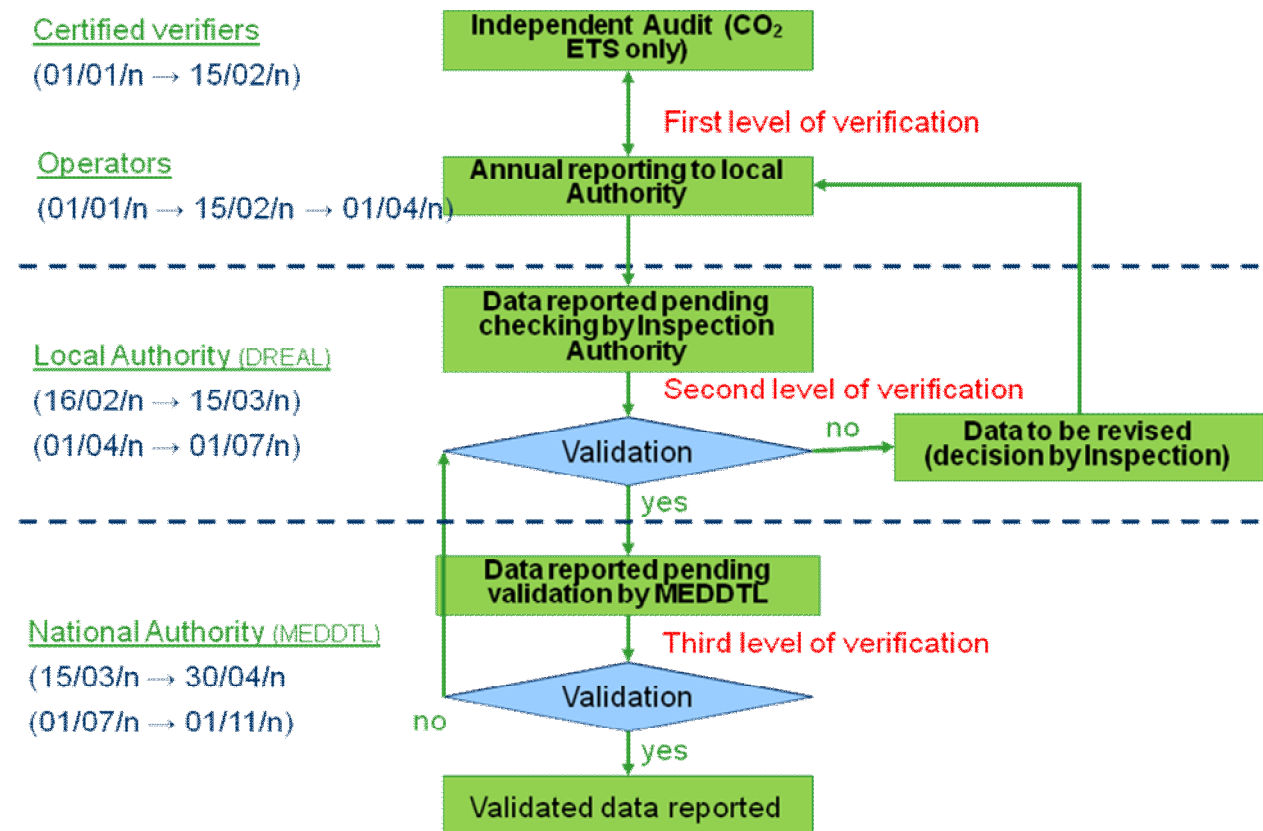 Certified verifiers
(01/01/n → 15/02/n)
Independent Audit (CO₂
ETS only)
First level of verification
Operators
(01/01/n → 15/02/n → 01/04/n)
Annual reporting to local
Authority
Data reported pending
checking by Inspection
Authority
Local Authority (DREAL)
(16/02/n → 15/03/n)
(01/04/n → 01/07/n)
Second level of verification
Validation
no
Data to be revised
(decision by Inspection)
yes
Data reported pending
validation by MEDDTL
National Authority (MEDDTL)
(15/03/n → 30/04/n
(01/07/n → 01/11/n)
Third level of verification
Validation
no
yes
Validated data reported